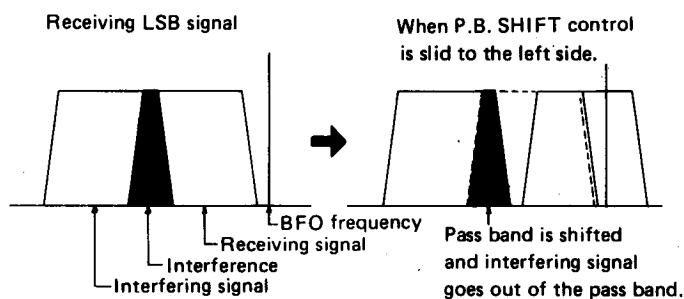 Receiving LSB signal
When P.B. SHIFT control
is slid to the left side.
BFO frequency
Receiving signal
Interference
Interfering signal
Pass band is shifted
and interfering signal
goes out of the pass band.